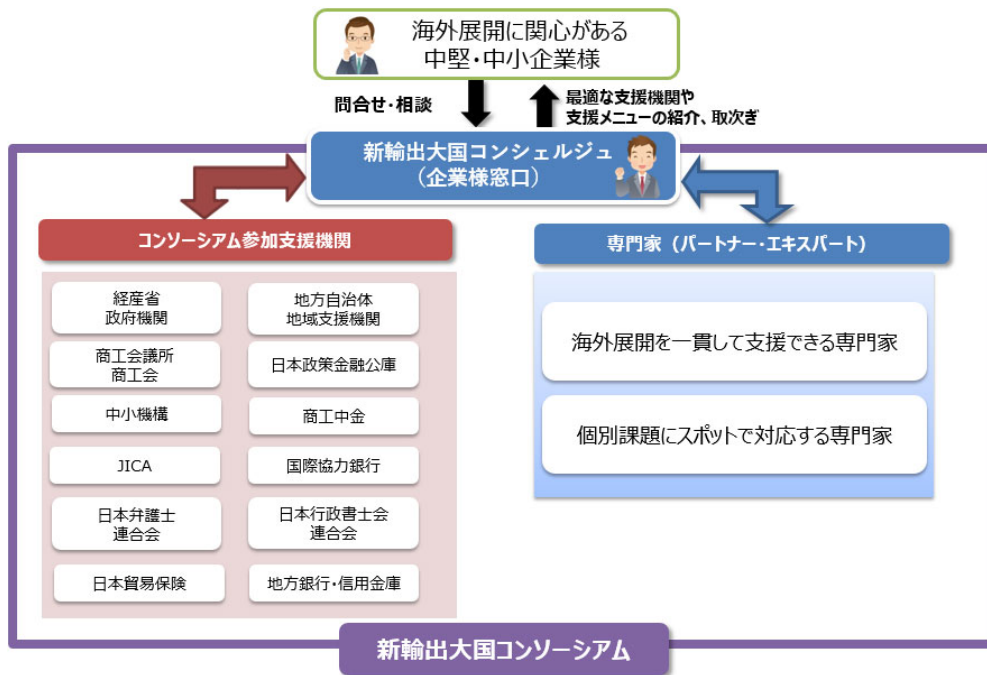 海外展開に関心がある
中堅・中小企業様
問合せ・相談
最適な支援機関や
支援メニューの紹介、取次ぎ
新輸出大国コンシェルジュ
(企業様窓口)
コンソーシアム参加支援機関
経産省
政府機関
地方自治体
地域支援機関
商工会議所
商工会
日本政策金融公庫
中小機構
商工中金
JICA
国際協力銀行
日本弁護士
連合会
日本行政書士会
連合会
日本貿易保険
地方銀行・信用金庫
専門家 (パートナー・エキスパート)
海外展開を一貫して支援できる専門家
個別課題にスポットで対応する専門家
新輸出大国コンソーシアム